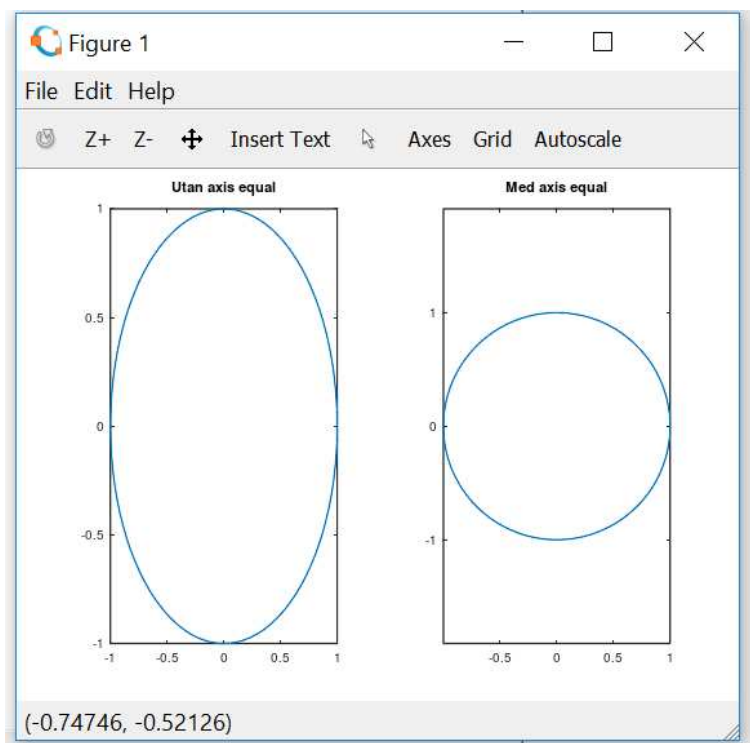 Figure 1
File Edit Help
Z+ Z- Insert Text Axes Grid Autoscale
Utan axis equal
1
0.5
0
-0.5
-1
-1 -0.5 0 0.5 1
Med axis equal
1
0
-1
-0.5 0 0.5 1
(-0.74746, -0.52126)